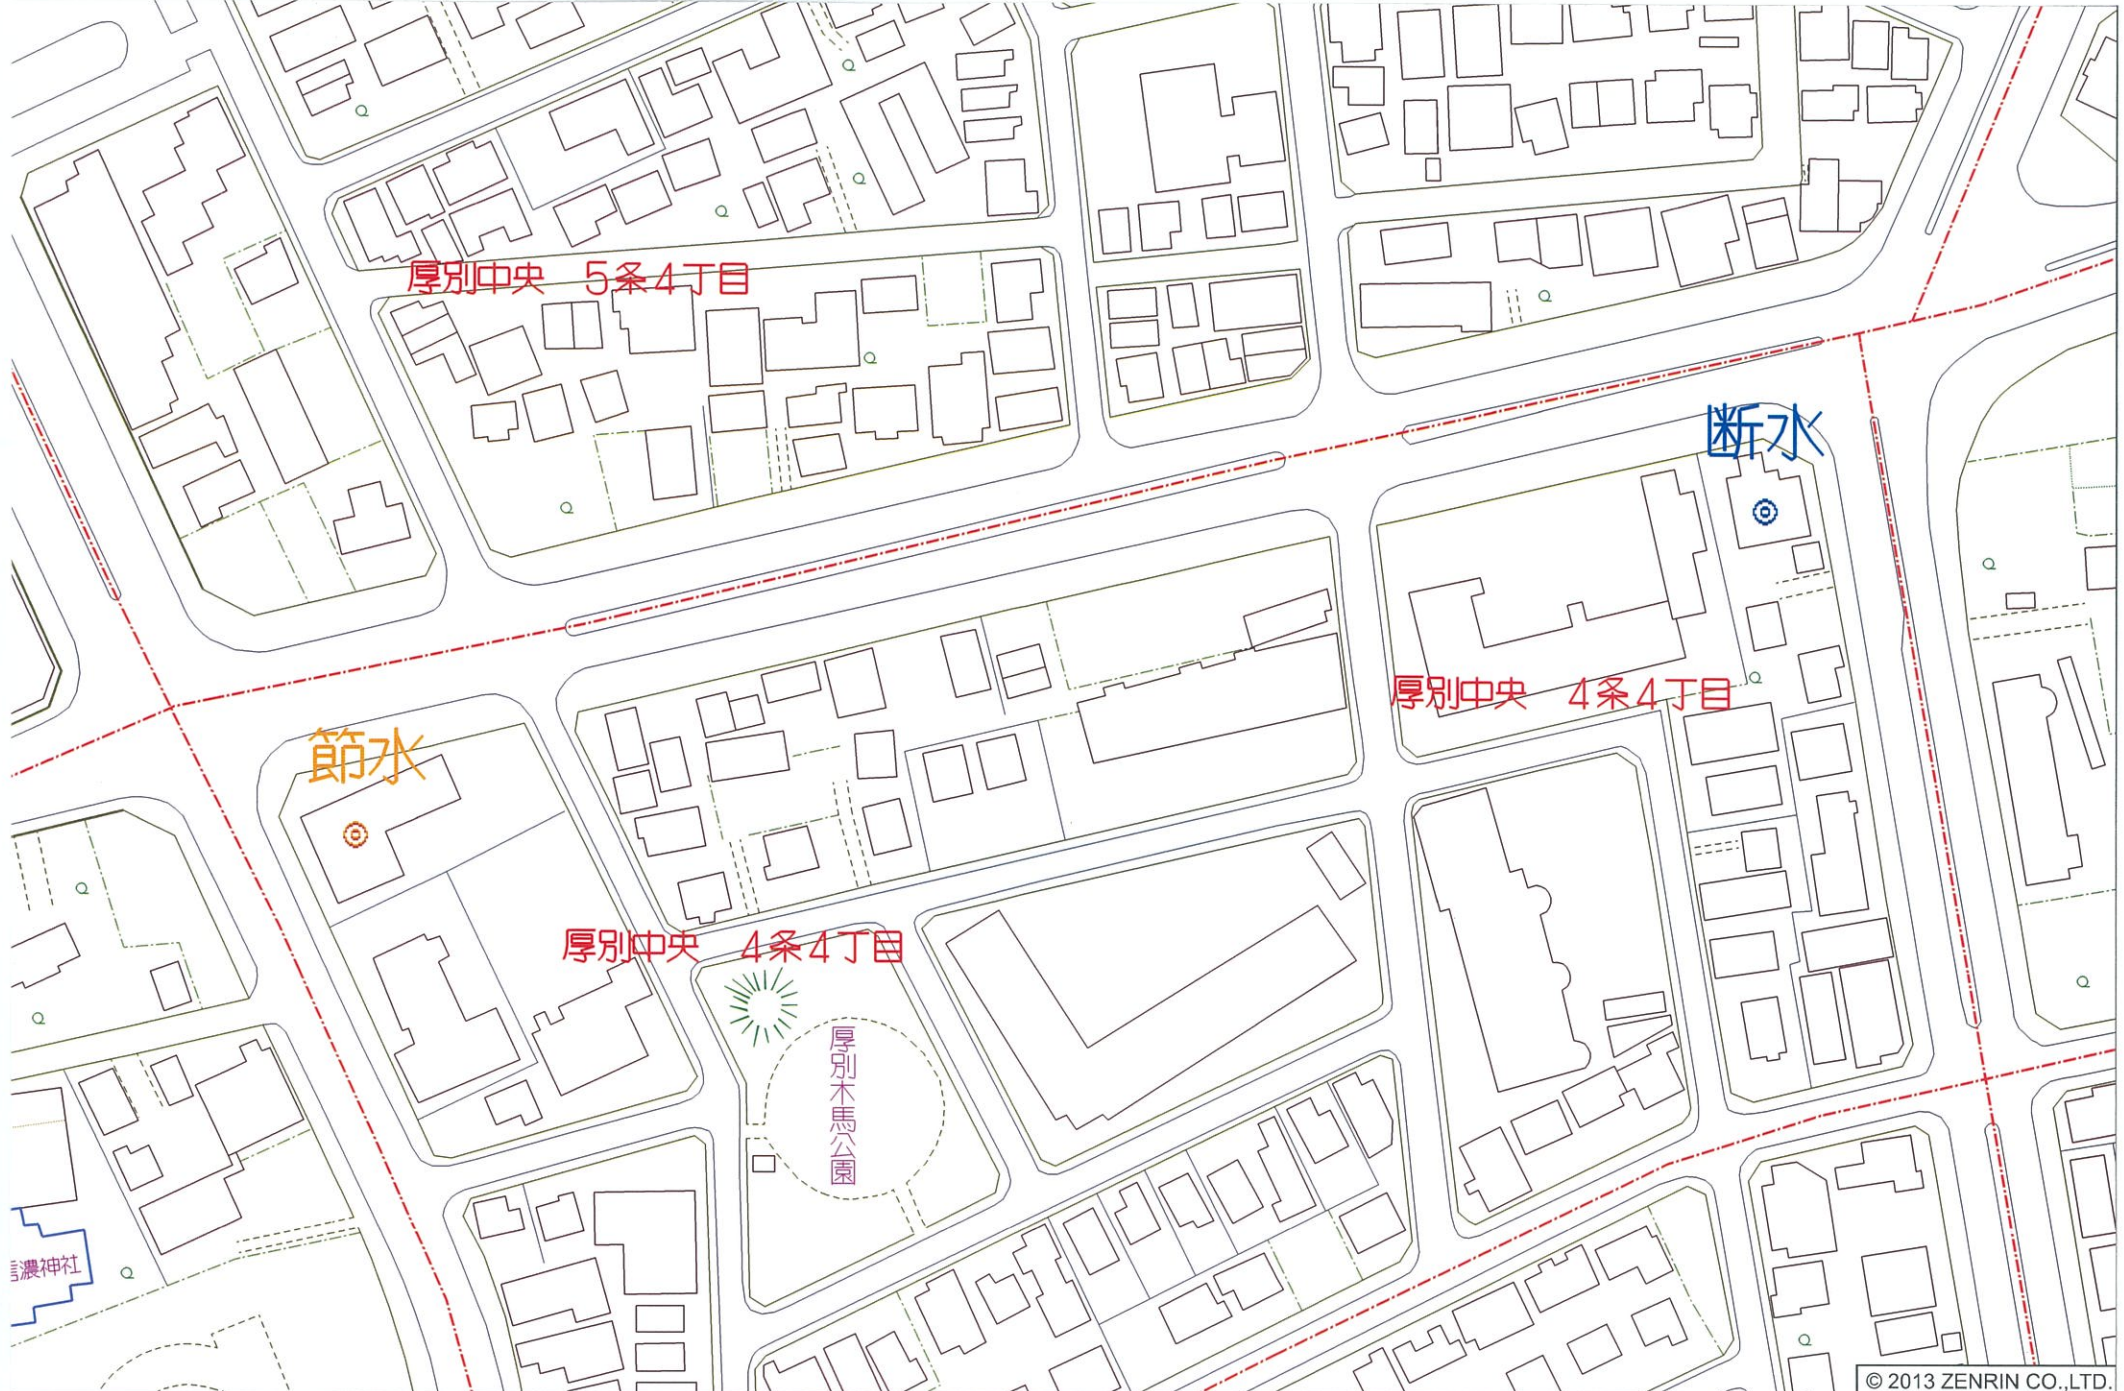 厚別中央　5条4丁目
断水
厚別中央　4条4丁目
節水
厚別中央　4条4丁目
厚別木馬公園
信濃神社
© 2013 ZENRIN CO.,LTD.